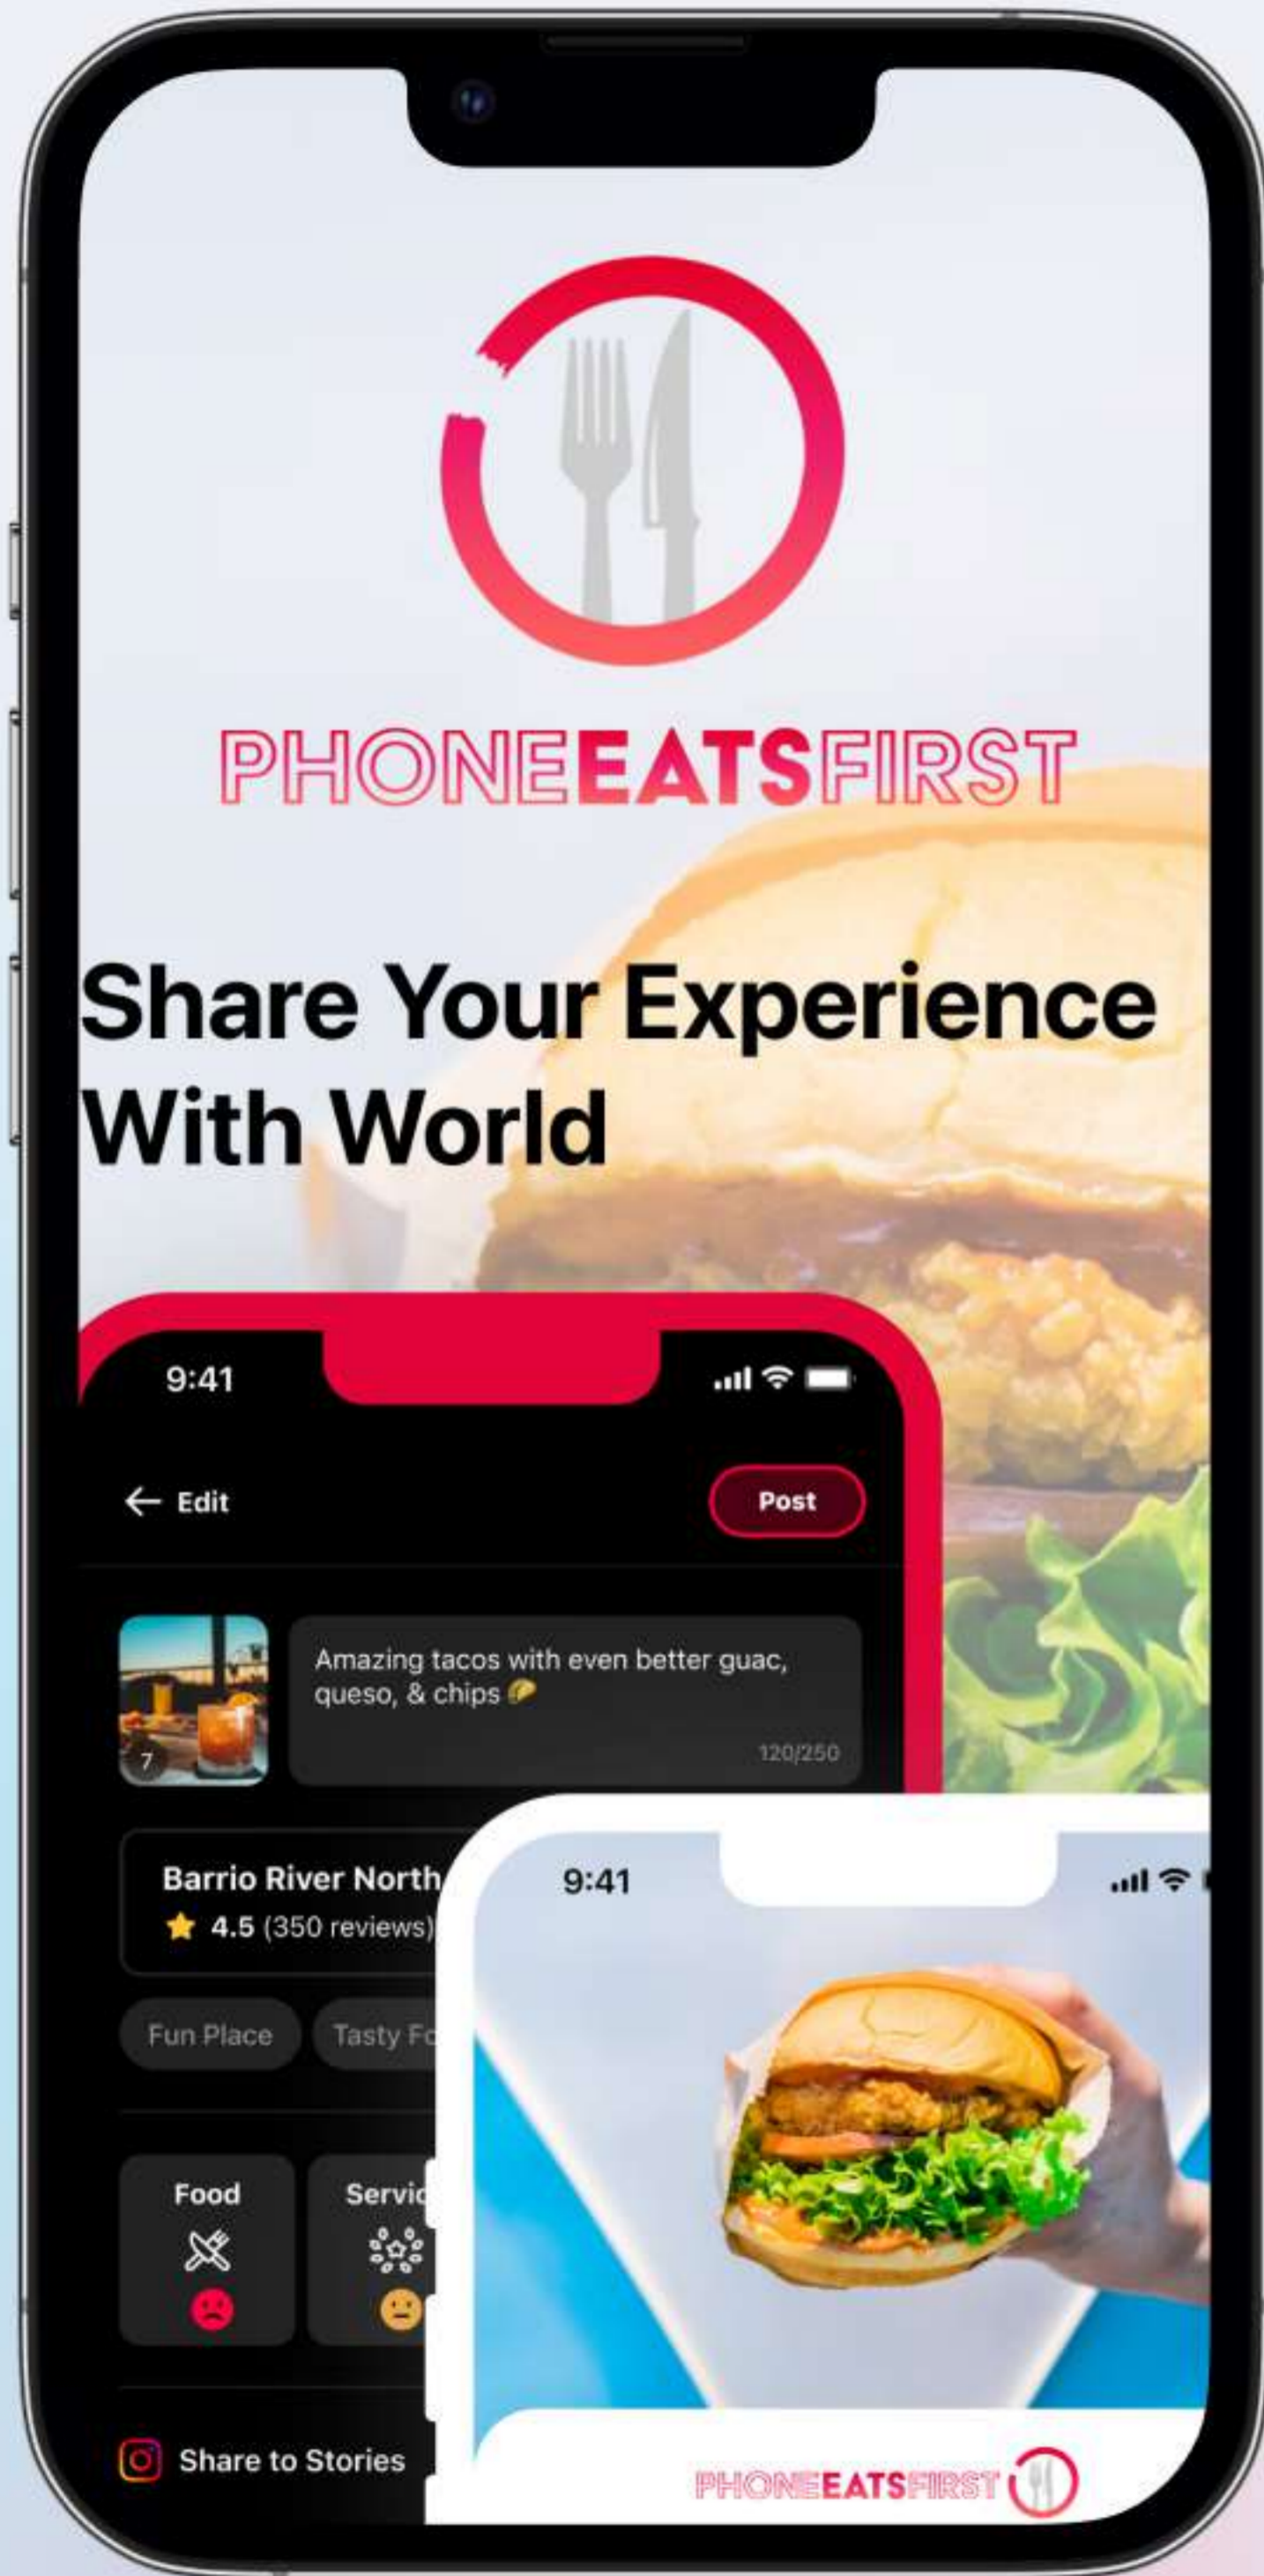 PHONEEATSFIRST
Share Your Experience
With World
9:41
Edit
Post
Amazing tacos with even better guac,
queso, & chips
120/250
7
Barrio River North
4.5 (350 reviews)
Fun Place
Tasty
Food
Share to Stories
9:41
PHONEEATSFIRST